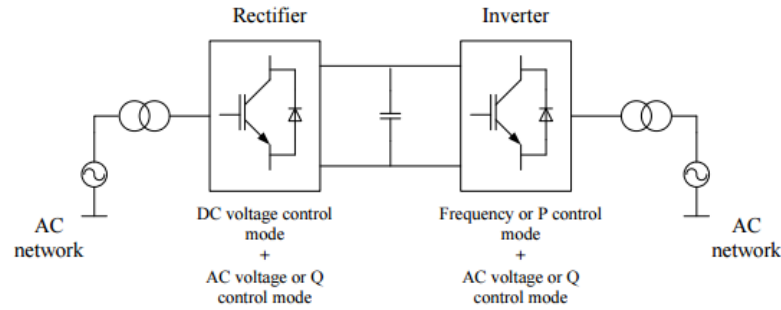 Rectifier
Inverter
AC
network
DC voltage control
mode
+
AC voltage or Q
control mode
Frequency or P control
mode
+
AC voltage or Q
control mode
AC
network